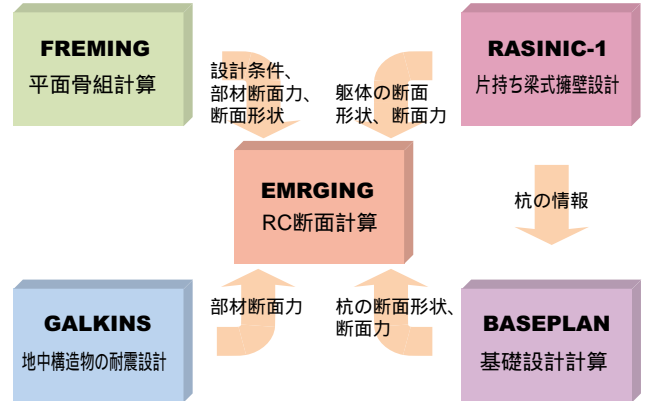 FREMING
平面骨組計算
設計条件、
部材断面力、
断面形状
躯体の断面
形状、断面力
RASINIC-1
片持ち梁式擁壁設計
EMRGING
RC断面計算
杭の情報
GALKINS
地中構造物の耐震設計
部材断面力
杭の断面形状、
断面力
BASEPLAN
基礎設計計算